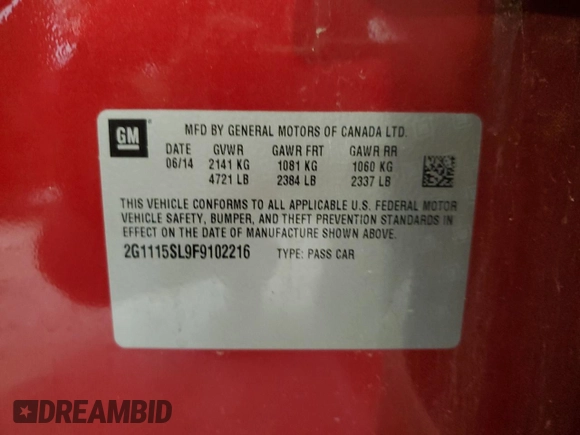 GM
MFD BY GENERAL MOTORS OF CANADA LTD.
DATE GVWR GAWR FRT GAWR RR
06/14 2141 KG 1081 KG 1060 KG
4721 LB 2384 LB 2337 LB
THIS VEHICLE CONFORMS TO ALL APPLICABLE U.S. FEDERAL MOTOR
VEHICLE SAFETY, BUMPER, AND THEFT PREVENTION STANDARDS IN
EFFECT ON THE DATE OF MANUFACTURE SHOWN ABOVE.
2G1115SL9F9102216 TYPE: PASS CAR
DREAMBID